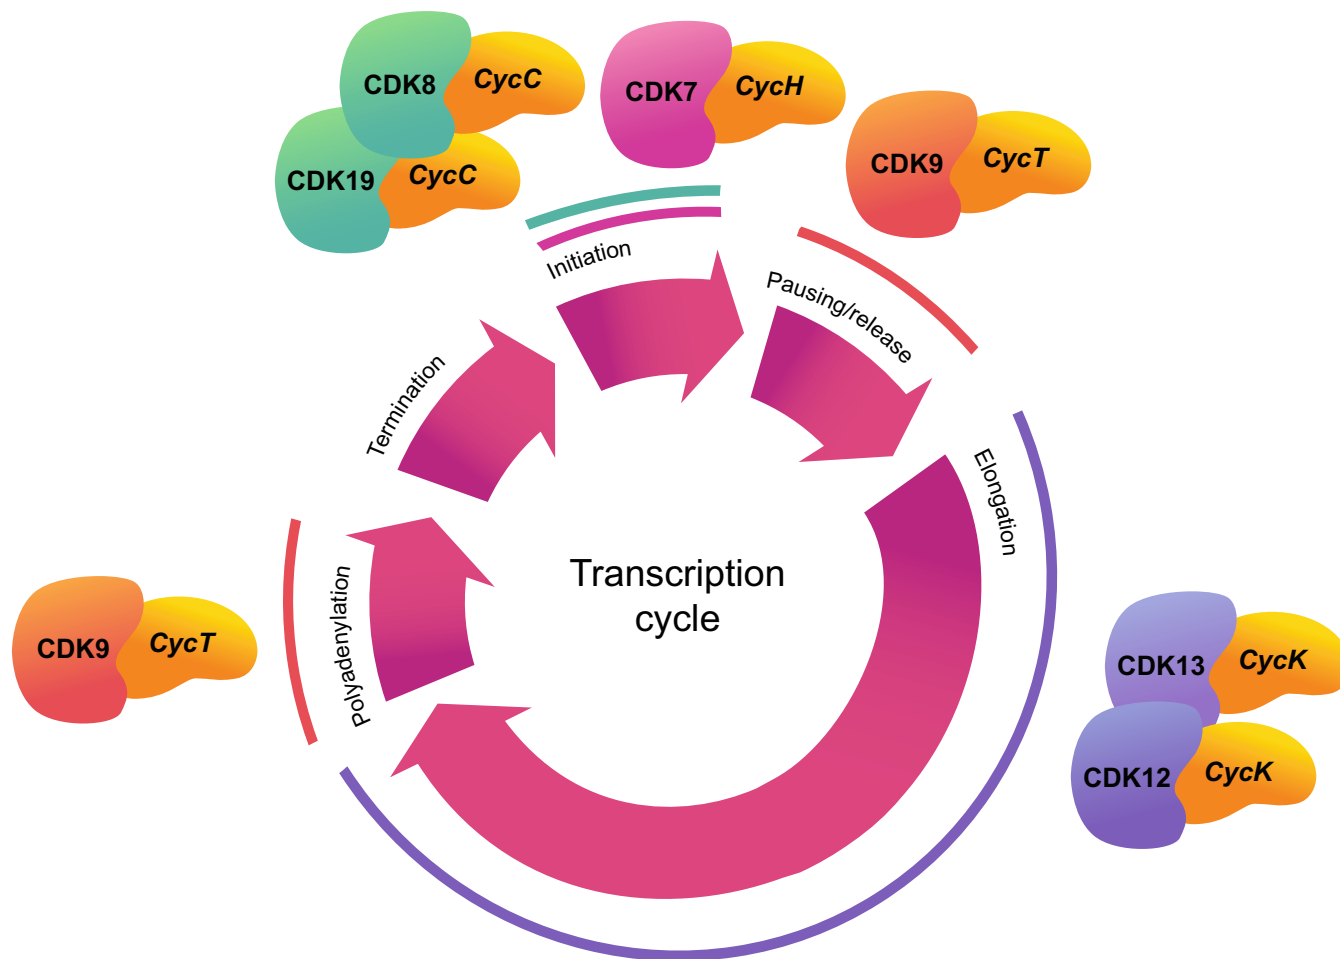 CDK8
CycC
CDK19
CycC
CDK7
CycH
CDK9
CycT
Initiation
Pausing/release
Elongation
Termination
Polyadenylation
Transcription
cycle
CDK9
CycT
CDK13
CycK
CDK12
CycK